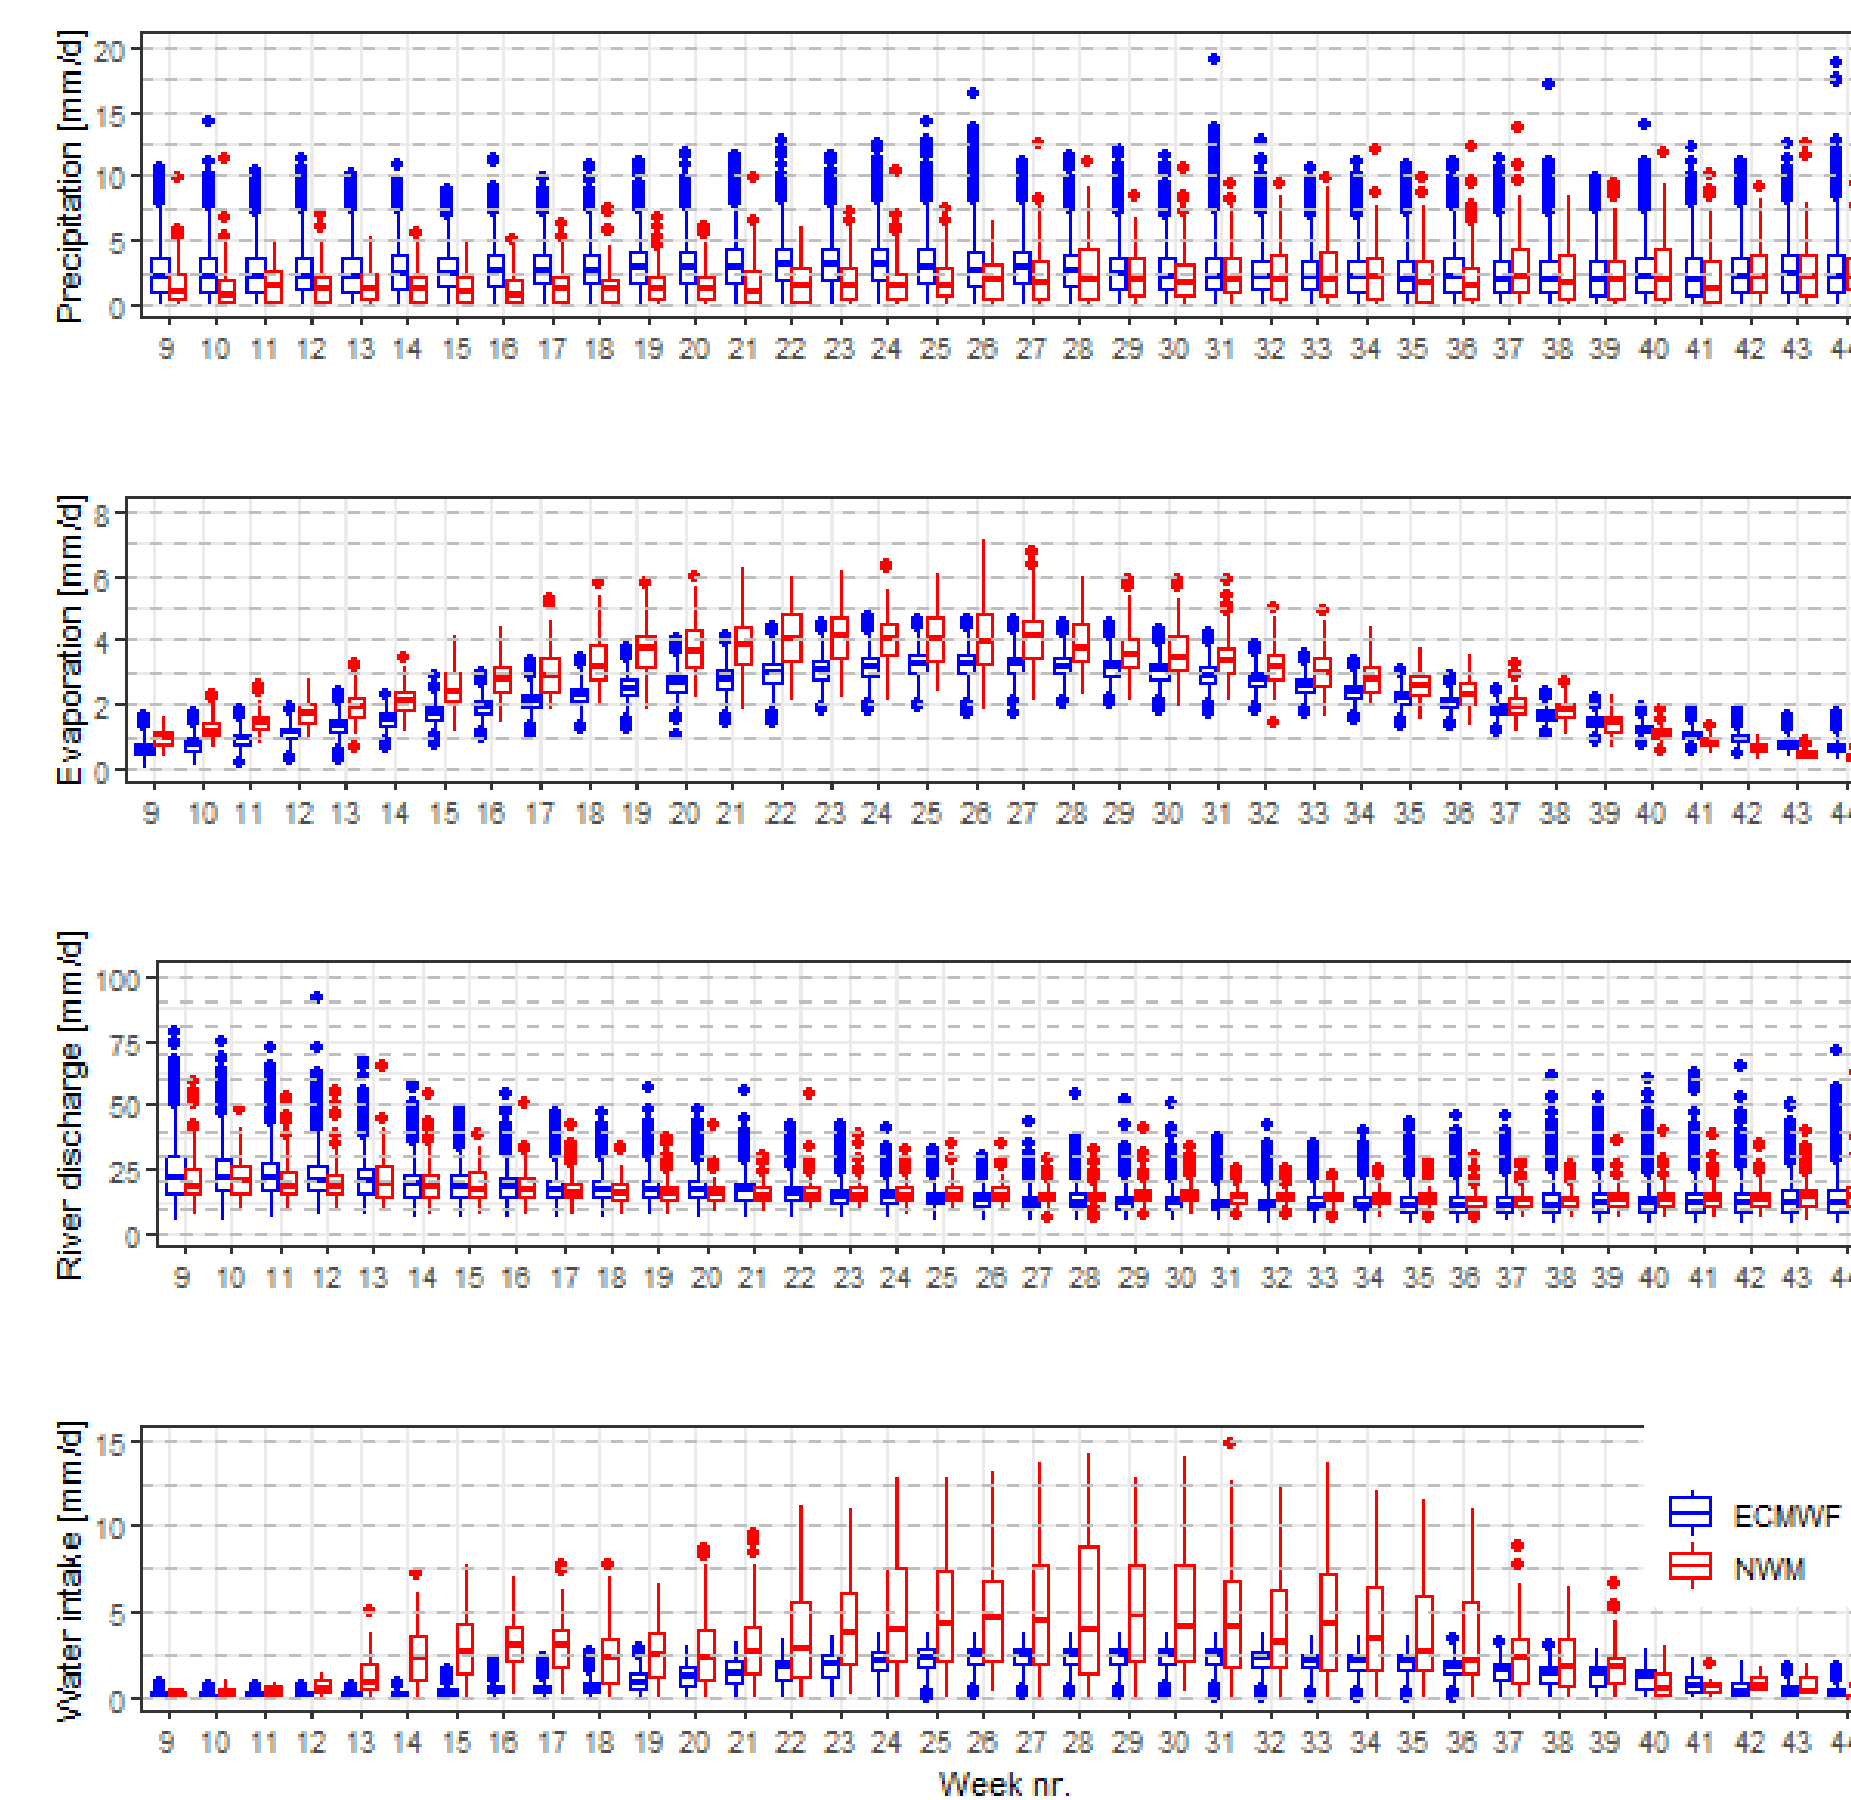 Precipitation [mm/d]
20
15
10
5
0
9 10 11 12 13 14 15 16 17 18 19 20 21 22 23 24 25 26 27 28 29 30 31 32 33 34 35 36 37 38 39 40 41 42 43
Evaporation [mm/d]
8
6
4
2
0
9 10 11 12 13 14 15 16 17 18 19 20 21 22 23 24 25 26 27 28 29 30 31 32 33 34 35 36 37 38 39 40 41 42 43
River discharge [mm/d]
100
75
50
25
0
9 10 11 12 13 14 15 16 17 18 19 20 21 22 23 24 25 26 27 28 29 30 31 32 33 34 35 36 37 38 39 40 41 42 43
Water intake [mm/d]
15
10
5
0
ECMWF
NWM
9 10 11 12 13 14 15 16 17 18 19 20 21 22 23 24 25 26 27 28 29 30 31 32 33 34 35 36 37 38 39 40 41 42 43
Week nr.